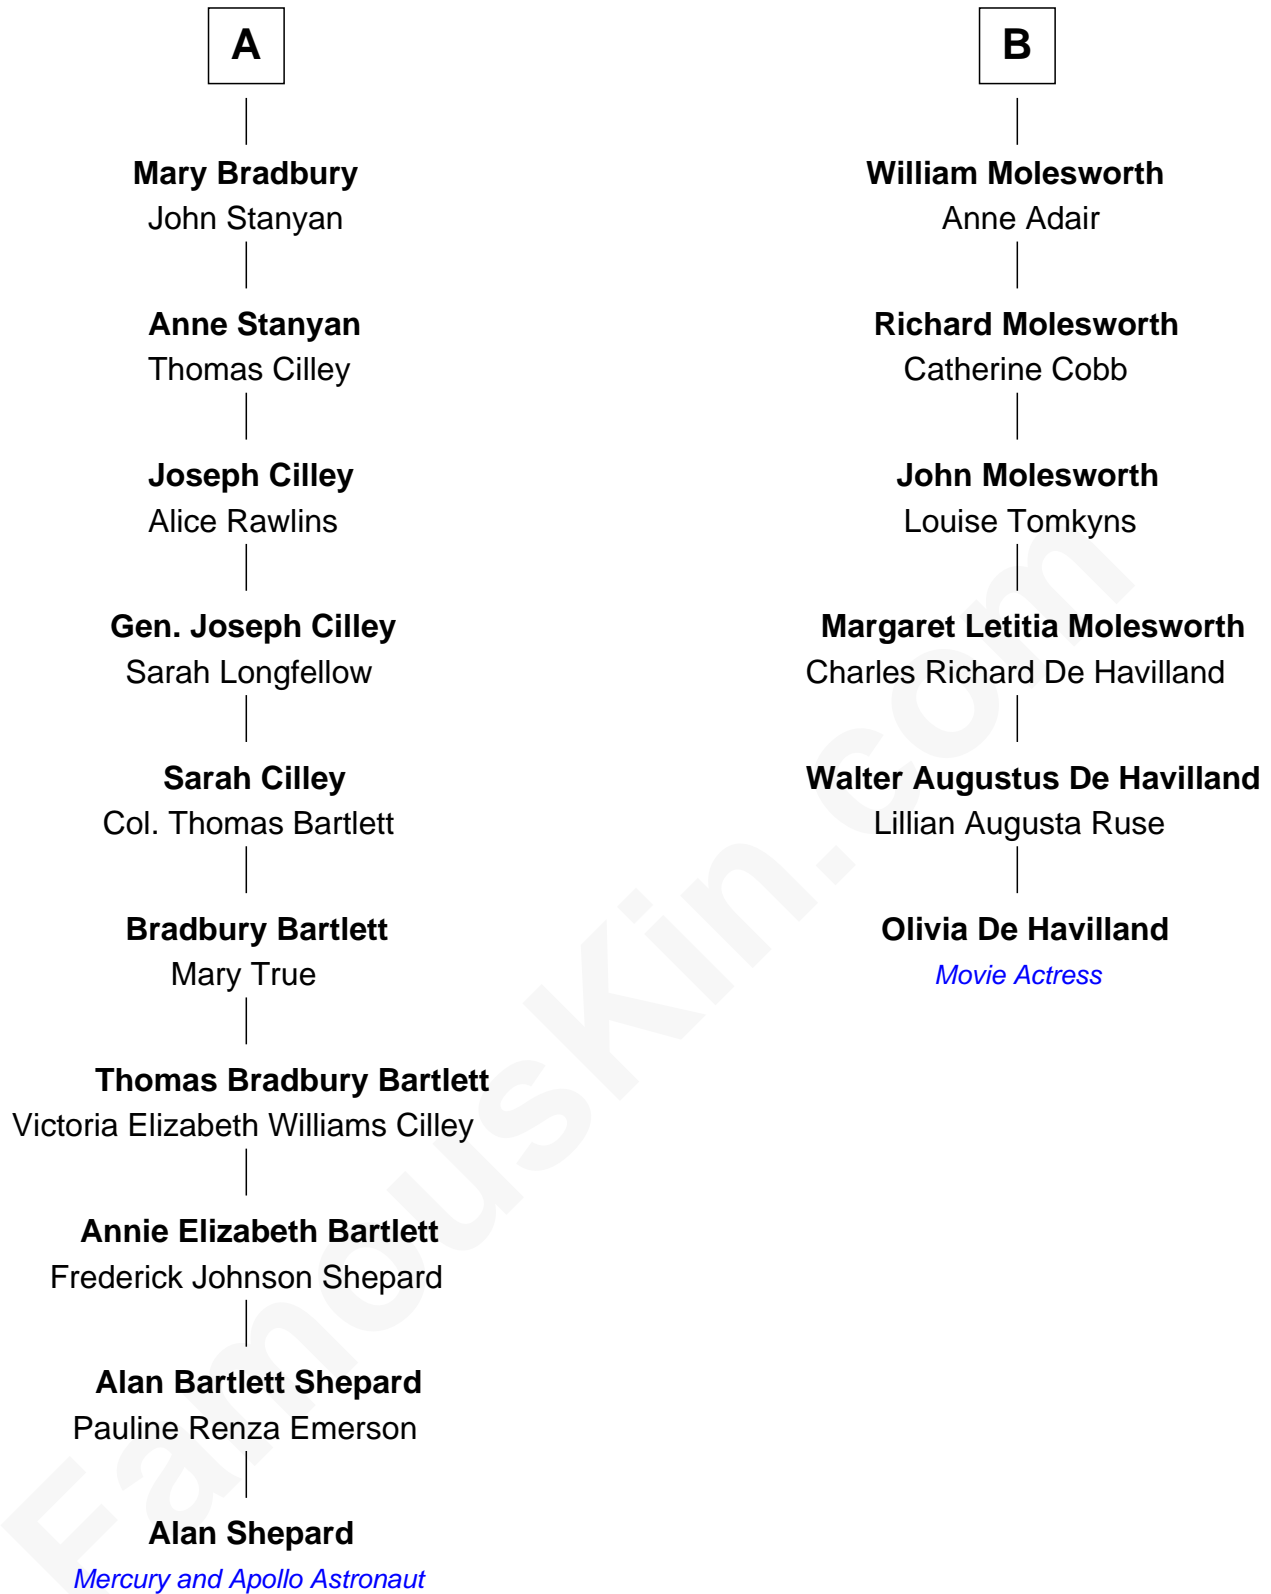 A
Mary Bradbury
John Stanyan
Anne Stanyan
Thomas Cilley
Joseph Cilley
Alice Rawlins
Gen. Joseph Cilley
Sarah Longfellow
Sarah Cilley
Col. Thomas Bartlett
Bradbury Bartlett
Mary True
Thomas Bradbury Bartlett
Victoria Elizabeth Williams Cilley
Annie Elizabeth Bartlett
Frederick Johnson Shepard
Alan Bartlett Shepard
Pauline Renza Emerson
Alan Shepard
Mercury and Apollo Astronaut
B
William Molesworth
Anne Adair
Richard Molesworth
Catherine Cobb
John Molesworth
Louise Tomkyns
Margaret Letitia Molesworth
Charles Richard De Havilland
Walter Augustus De Havilland
Lillian Augusta Ruse
Olivia De Havilland
Movie Actress
FamousKin.com